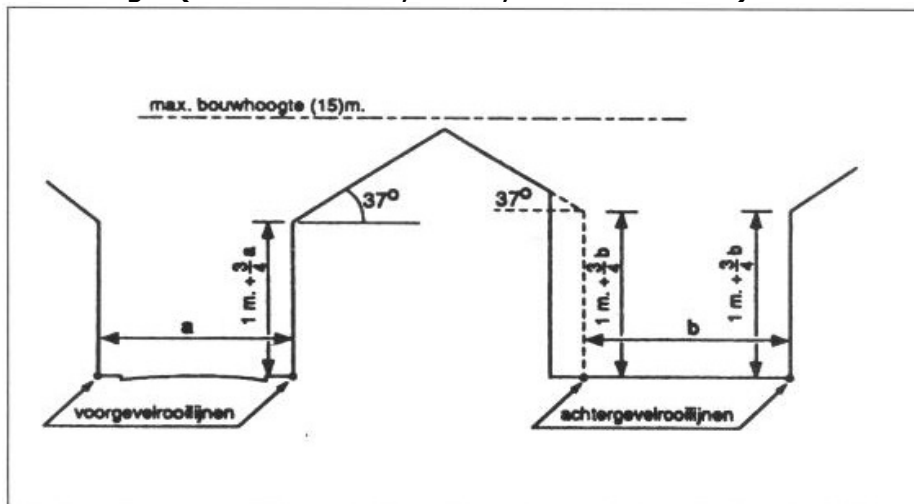 max. bouwhoogte (15)m.
37°
37°
1 m. + 3/4 a
1 m. + 3/4 b
1 m. + 3/4 b
a
b
voorgevelrooilijnen
achtergevelrooilijnen